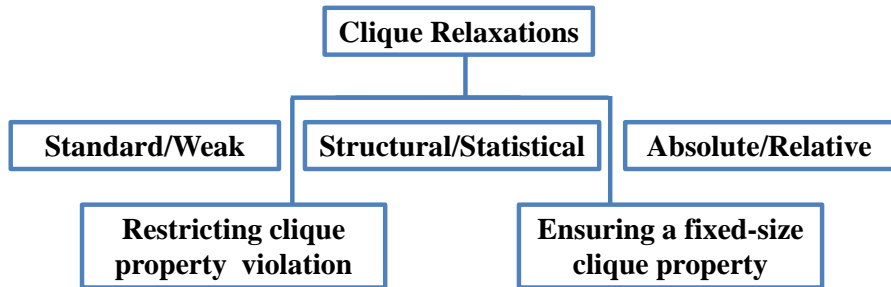 Clique Relaxations
Standard/Weak
Structural/Statistical
Absolute/Relative
Restricting clique
property violation
Ensuring a fixed-size
clique property